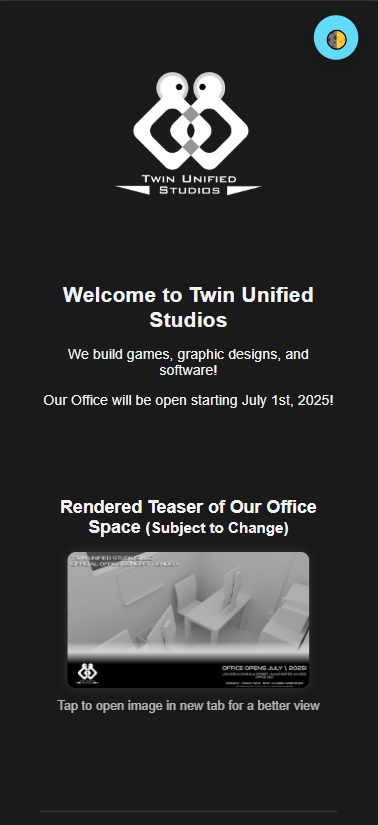 Twin Unified
Studios
Welcome to Twin Unified
Studios
We build games, graphic designs, and
software!
Our Office will be open starting July 1st, 2025!
Rendered Teaser of Our Office
Space (Subject to Change)
OFFICE OPENS JULY 1, 2025!
Tap to open image in new tab for a better view